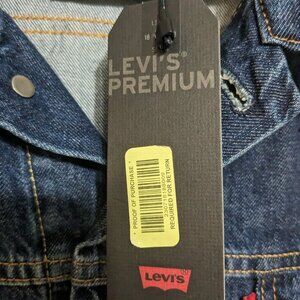 LEVI'S®
PREMIUM
* PROOF OF PURCHASE *
REQUIRED FOR RETURN
Levi's